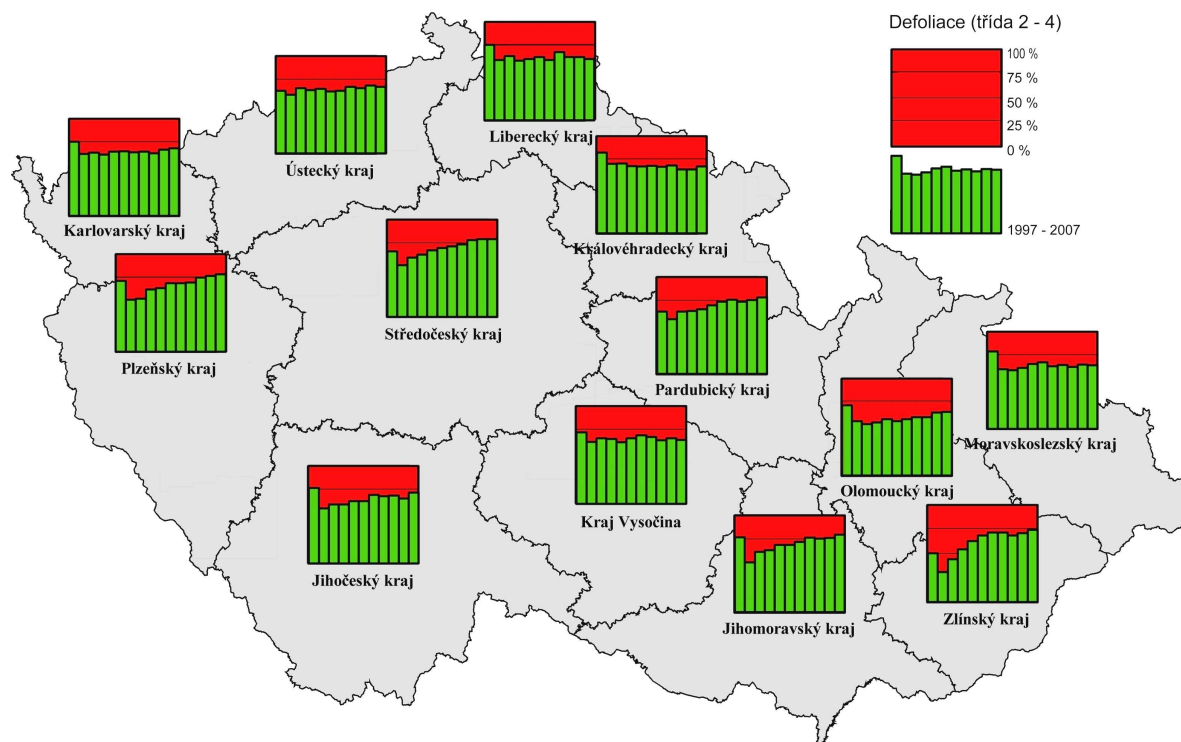 Defoliace (třída 2 - 4)
100 %
75 %
50 %
25 %
0 %
1997 - 2007
Liberecký kraj
Ústecký kraj
Karlovarský kraj
Královéhradecký kraj
Středočeský kraj
Plzeňský kraj
Pardubický kraj
Moravskoslezský kraj
Olomoucký kraj
Kraj Vysočina
Jihočeský kraj
Jihomoravský kraj
Zlínský kraj